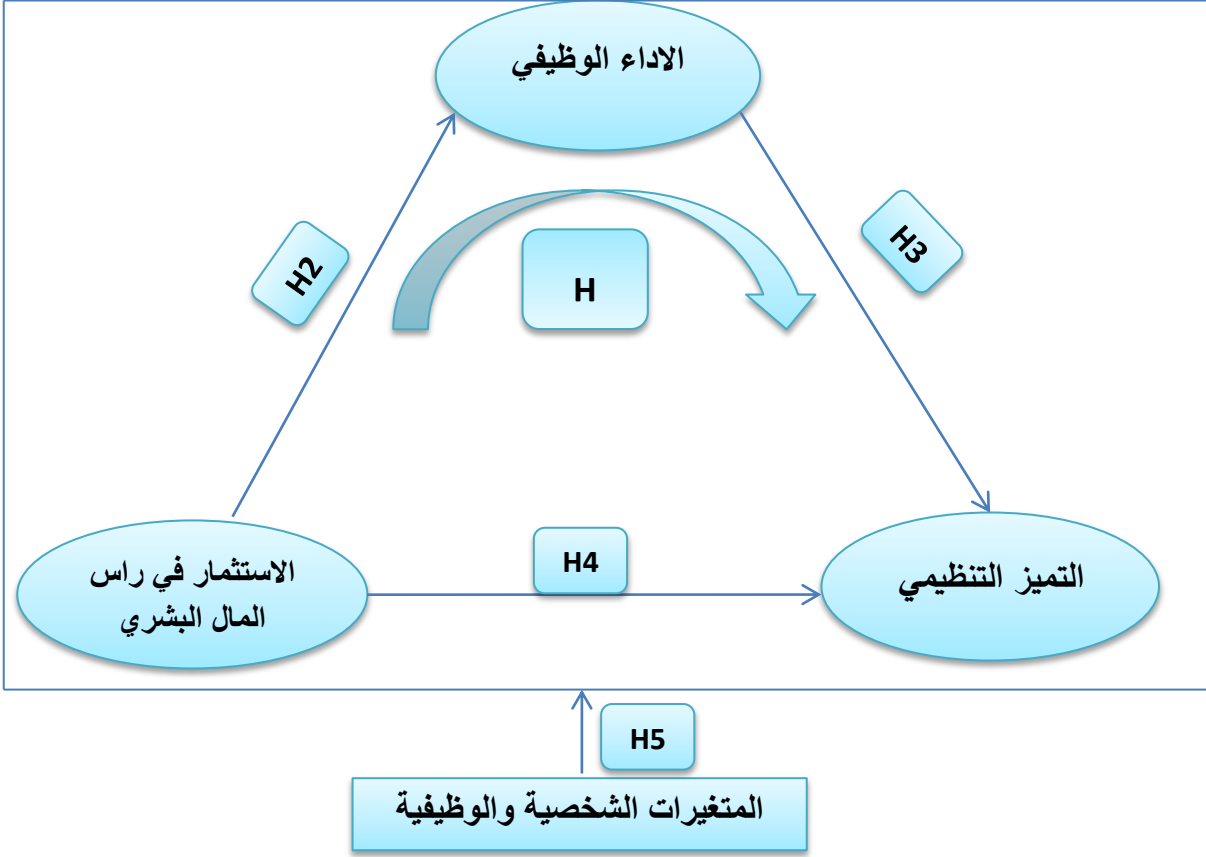 الاداء الوظيفي
H2
H
H3
الاستثمار في راس
المال البشري
H4
التميز التنظيمي
H5
المتغيرات الشخصية والوظيفية